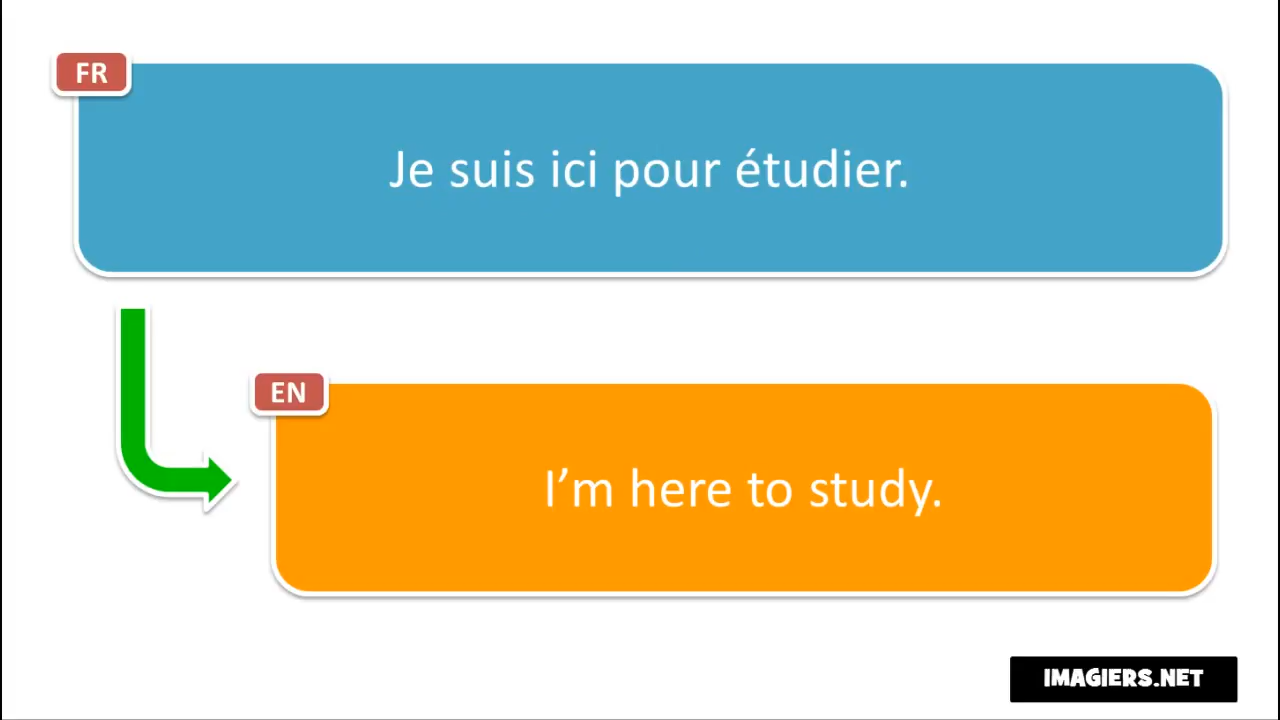 FR
Je suis ici pour étudier.
EN
I’m here to study.
IMAGIERS.NET